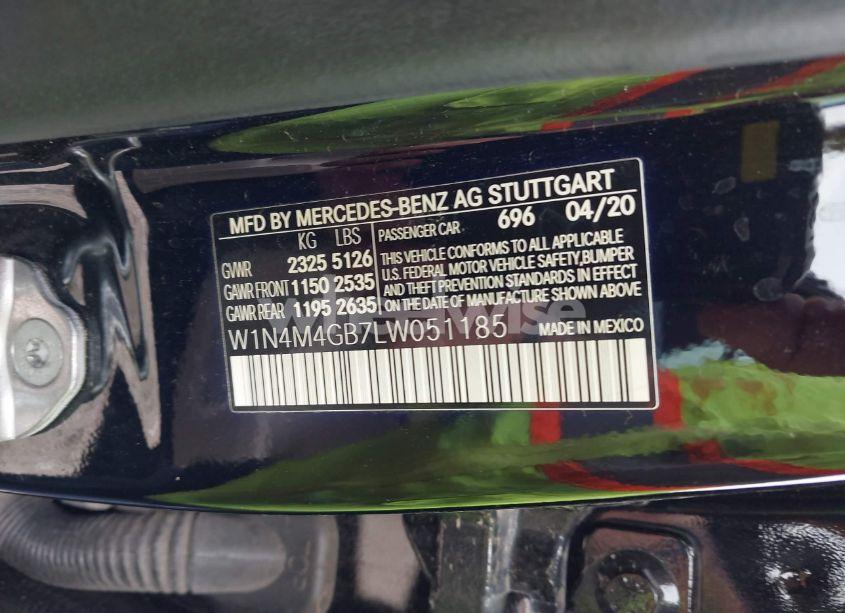 MFD BY MERCEDES-BENZ AG STUTTGART
KG LBS
GVWR 2325 5126
GAWR FRONT 1150 2535
GAWR REAR 1195 2635
696 04/20
PASSENGER CAR
THIS VEHICLE CONFORMS TO ALL APPLICABLE
U.S. FEDERAL MOTOR VEHICLE SAFETY,BUMPER
AND THEFT PREVENTION STANDARDS IN EFFECT
ON THE DATE OF MANUFACTURE SHOWN ABOVE
W1N4M4GB7LW051185
MADE IN MEXICO